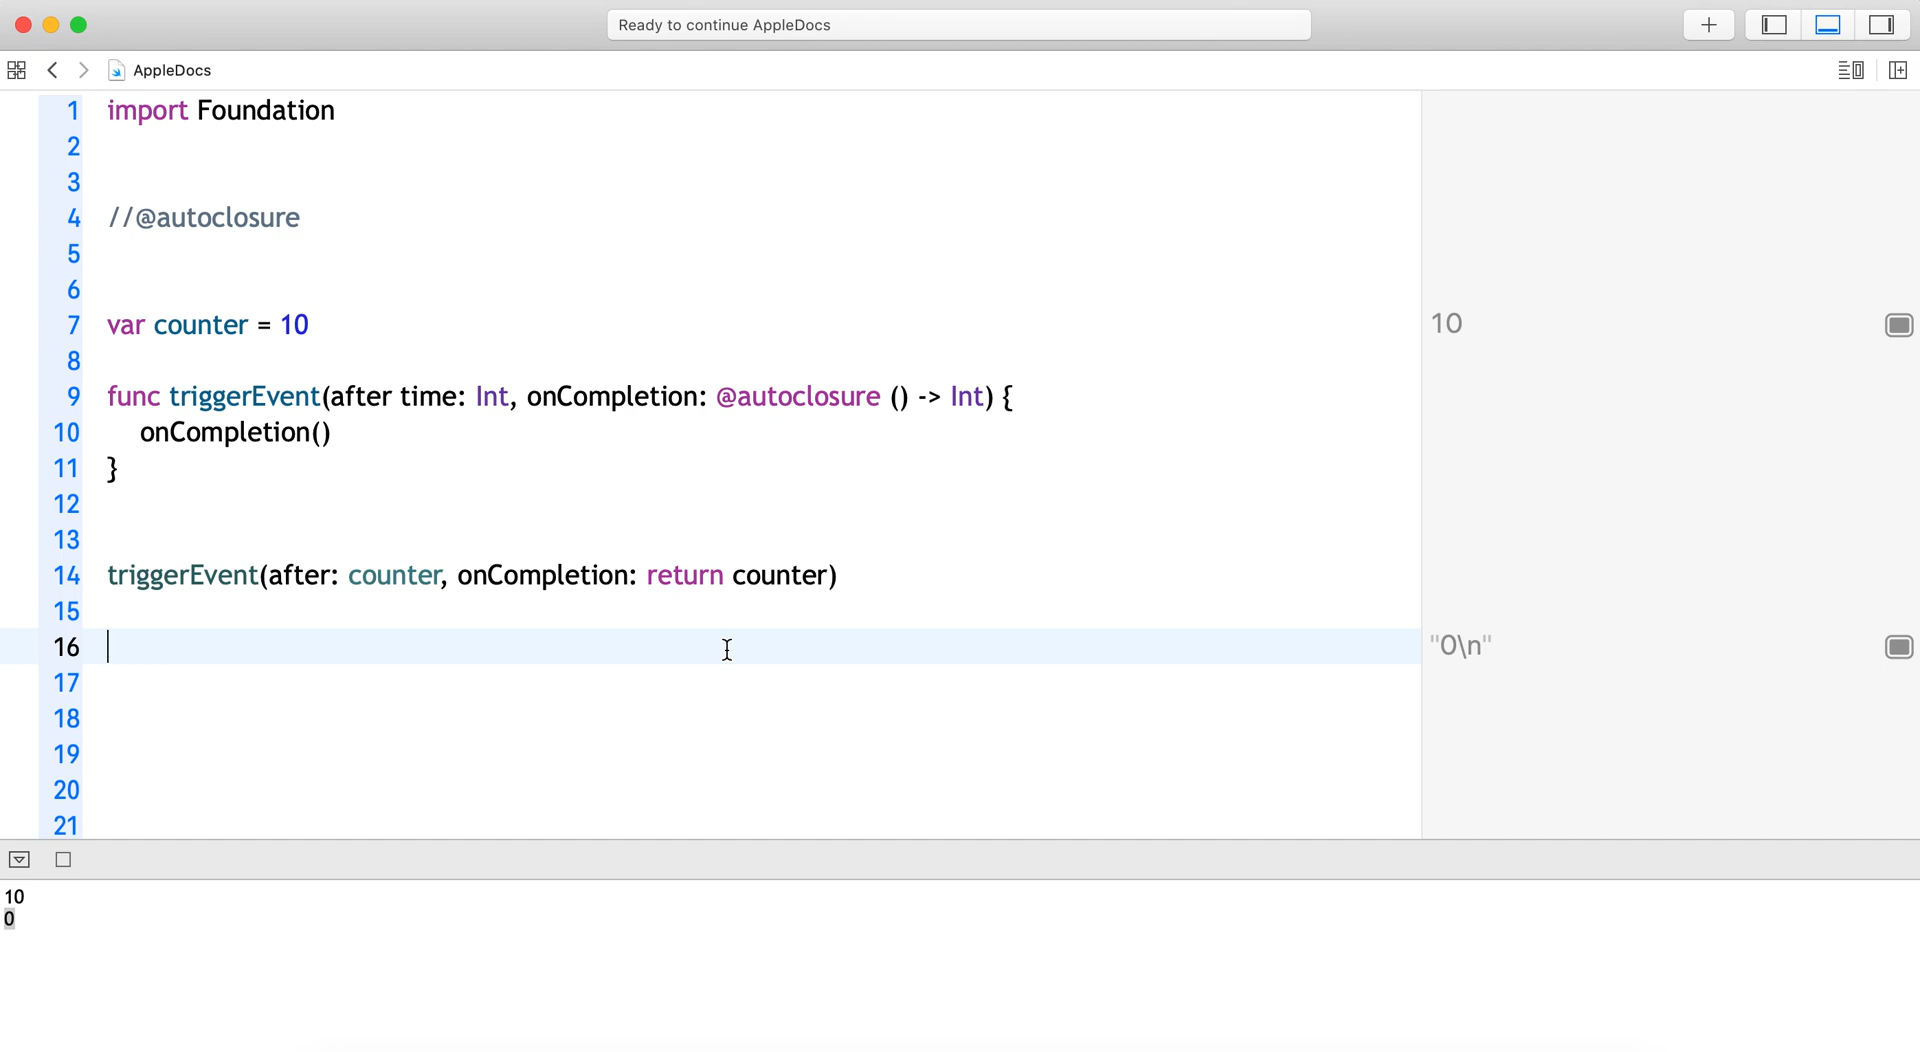 Ready to continue AppleDocs
AppleDocs
1 import Foundation
2
3
4 //@autoclosure
5
6
7 var counter = 10 10
8
9 func triggerEvent(after time: Int, onCompletion: @autoclosure () -> Int) {
10 onCompletion()
11 }
12
13
14 triggerEvent(after: counter, onCompletion: return counter)
15
16 "0\n"
17
18
19
20
21
10
0